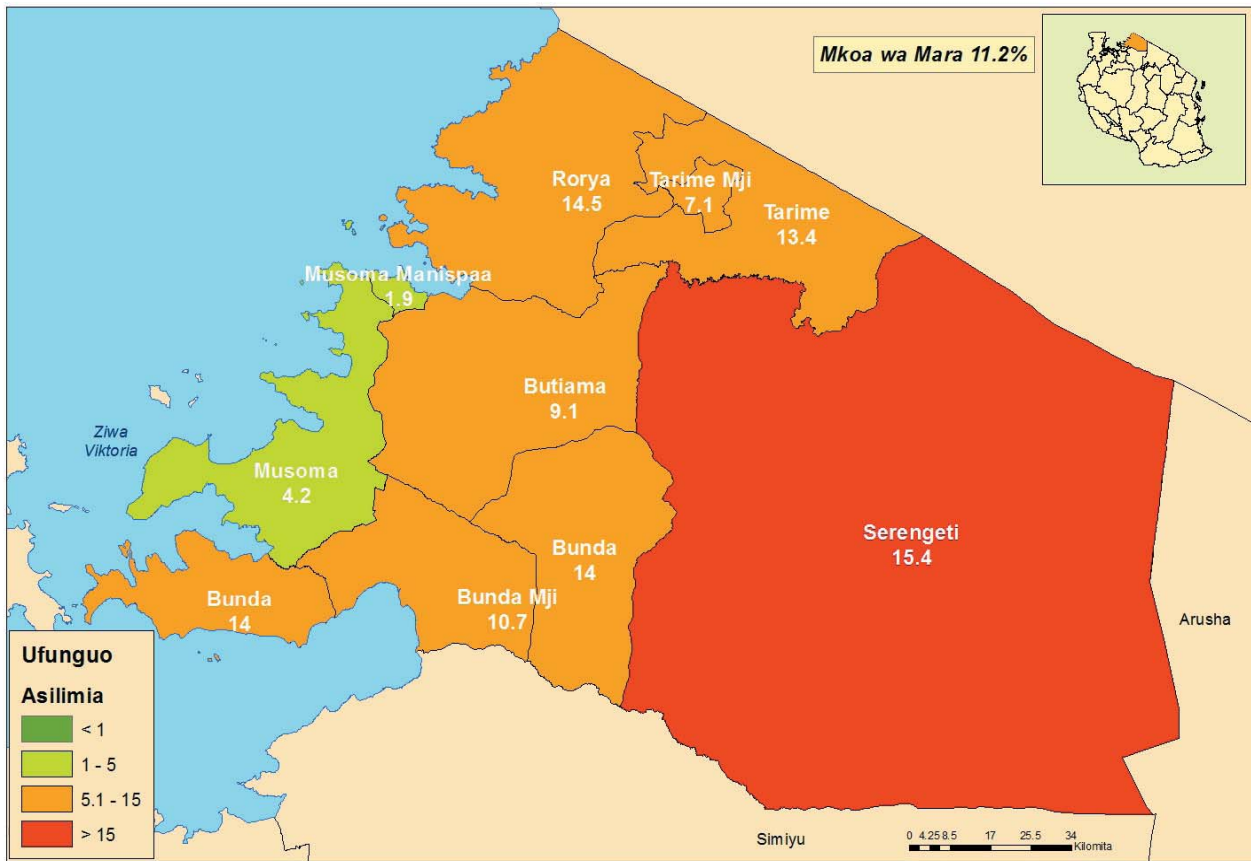 Mkoa wa Mara 11.2%
Rorya
14.5
Tarime Mji
7.1
Tarime
13.4
Musoma Manispaa
1.9
Butiama
9.1
Ziwa
Viktoria
Musoma
4.2
Serengeti
15.4
Bunda
14
Bunda
14
Bunda Mji
10.7
Arusha
Simiyu
Ufunguo
Asilimia
< 1
1 - 5
5.1 - 15
> 15
0 4.25 8.5 17 25.5 34
Kilomita